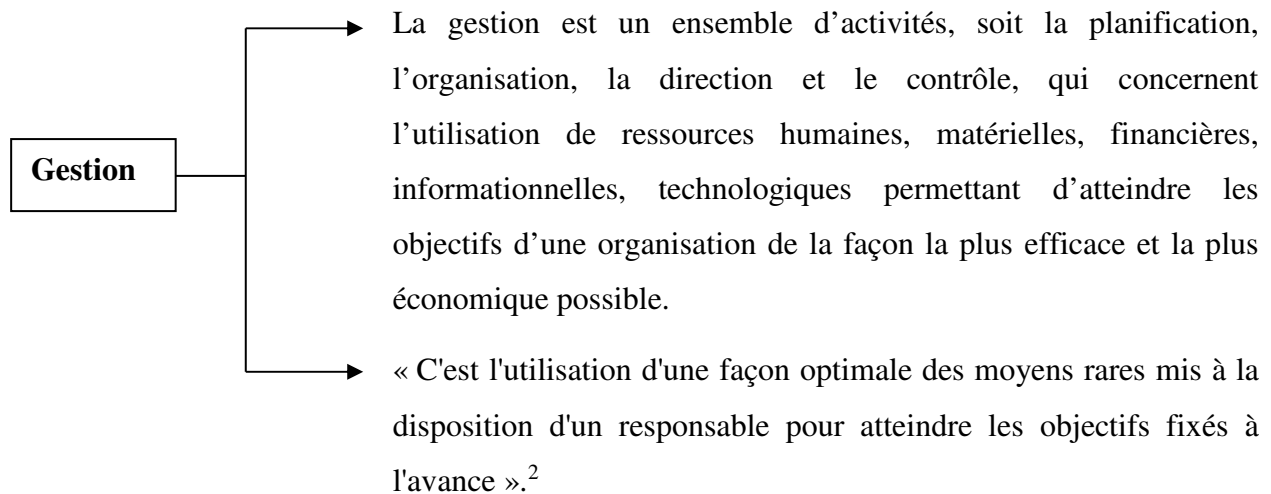 La gestion est un ensemble d’activités, soit la planification,
l’organisation, la direction et le contrôle, qui concernent
l’utilisation de ressources humaines, matérielles, financières,
Gestion
informationnelles, technologiques permettant d’atteindre les
objectifs d’une organisation de la façon la plus efficace et la plus
économique possible.
« C'est l'utilisation d'une façon optimale des moyens rares mis à la
disposition d'un responsable pour atteindre les objectifs fixés à
l'avance ».²